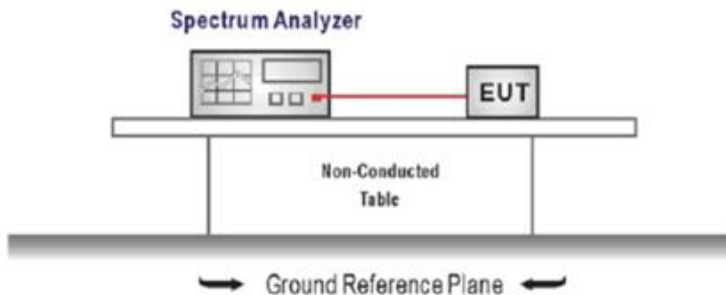 Spectrum Analyzer
EUT
Non-Conducted
Table
Ground Reference Plane